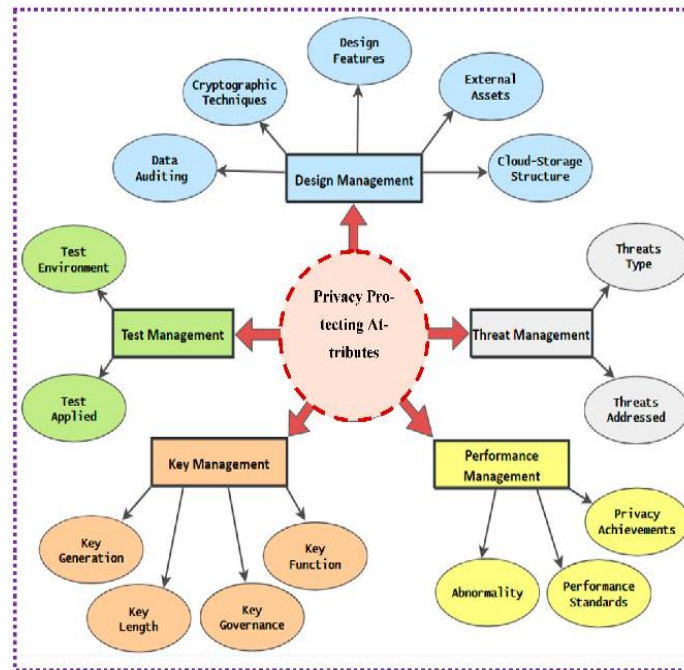 Design
Features
Cryptographic
Techniques
External
Assets
Data
Auditing
Design Management
Cloud-Storage
Structure
Test
Environment
Threats
Type
Privacy Pro-
tecting At-
tributes
Test Management
Threat Management
Test
Applied
Threats
Addressed
Key Management
Performance
Management
Key
Generation
Key
Length
Key
Governance
Key
Function
Abnormality
Performance
Standards
Privacy
Achievements